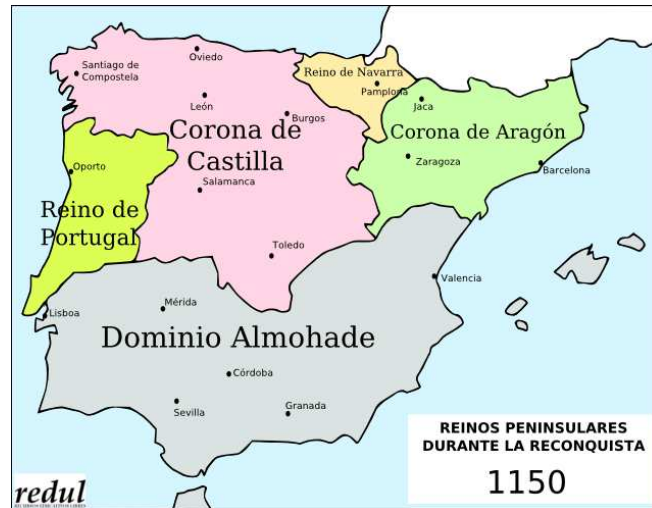 Oviedo
Santiago de
Compostela
Reino de Navarra
Pamplona
León
Jaca
Burgos
Corona de
Castilla
Corona de Aragón
Oporto
Zaragoza
Barcelona
Salamanca
Reino de
Portugal
Toledo
Valencia
Lisboa
Mérida
Dominio Almohade
Córdoba
Sevilla
Granada
REINOS PENINSULARES
DURANTE LA RECONQUISTA
1150
redul